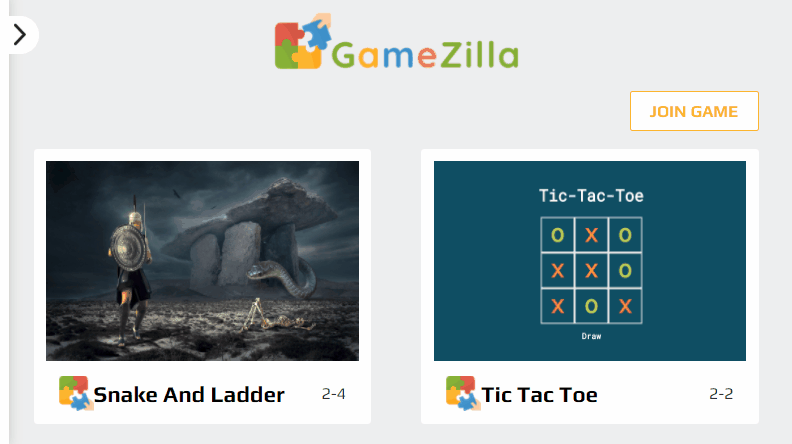 GameZilla
JOIN GAME
Tic-Tac-Toe
O X O
X X O
X O X
Draw
Snake And Ladder 2-4
Tic Tac Toe 2-2